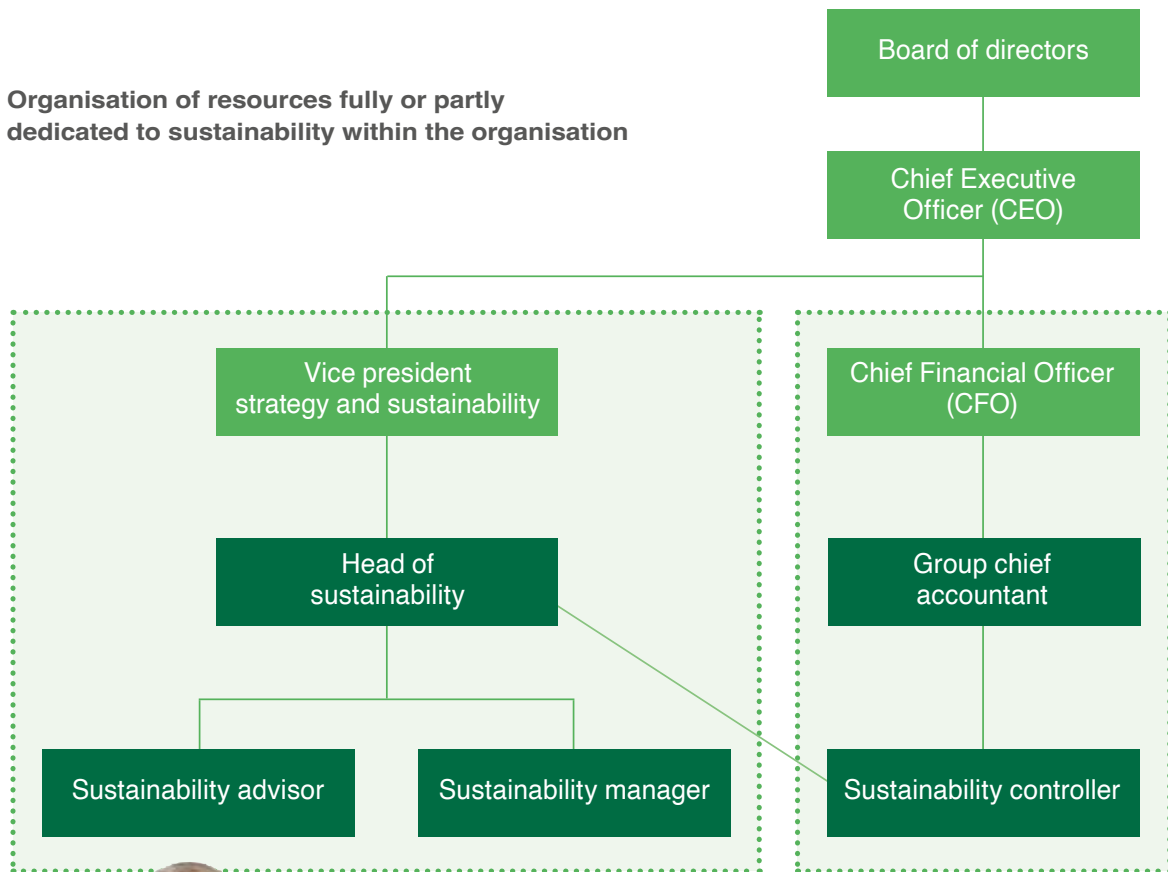 Organisation of resources fully or partly
dedicated to sustainability within the organisation
Board of directors
Chief Executive
Officer (CEO)
Vice president
strategy and sustainability
Chief Financial Officer
(CFO)
Head of
sustainability
Group chief
accountant
Sustainability advisor
Sustainability manager
Sustainability controller